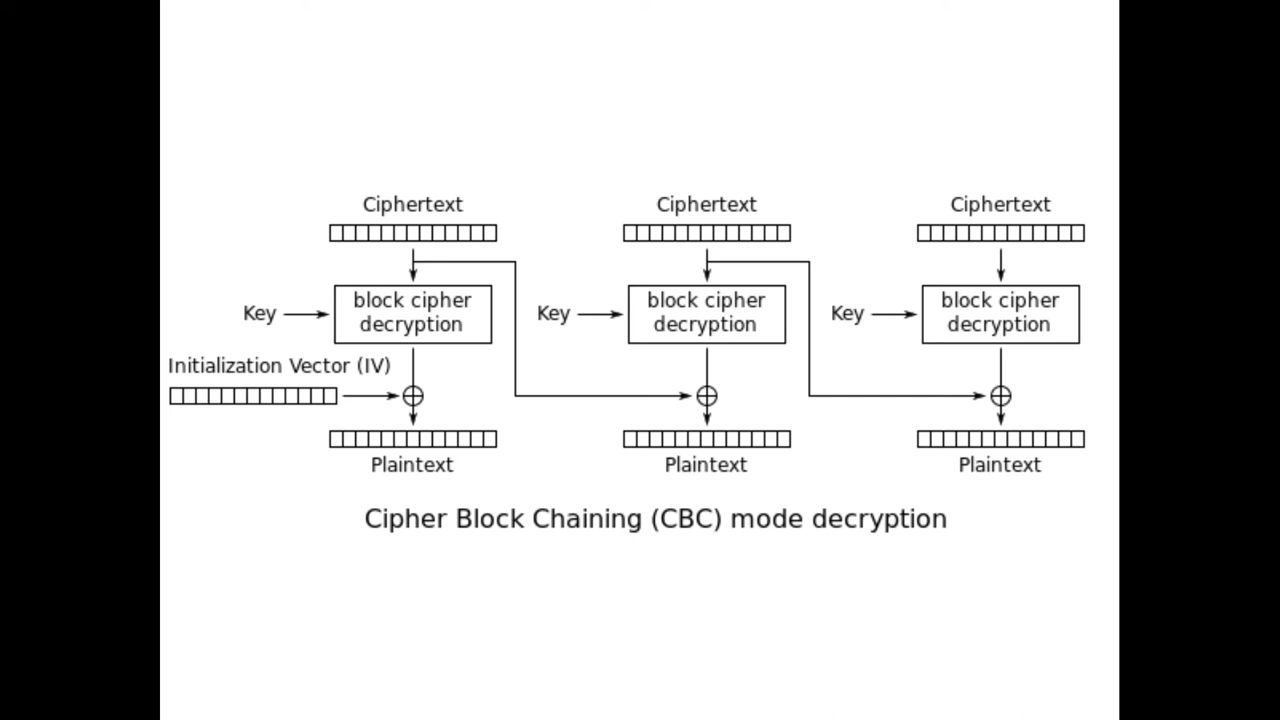 Ciphertext Ciphertext Ciphertext
Key block cipher Key block cipher Key block cipher
decryption decryption decryption
Initialization Vector (IV)
Plaintext Plaintext Plaintext
Cipher Block Chaining (CBC) mode decryption